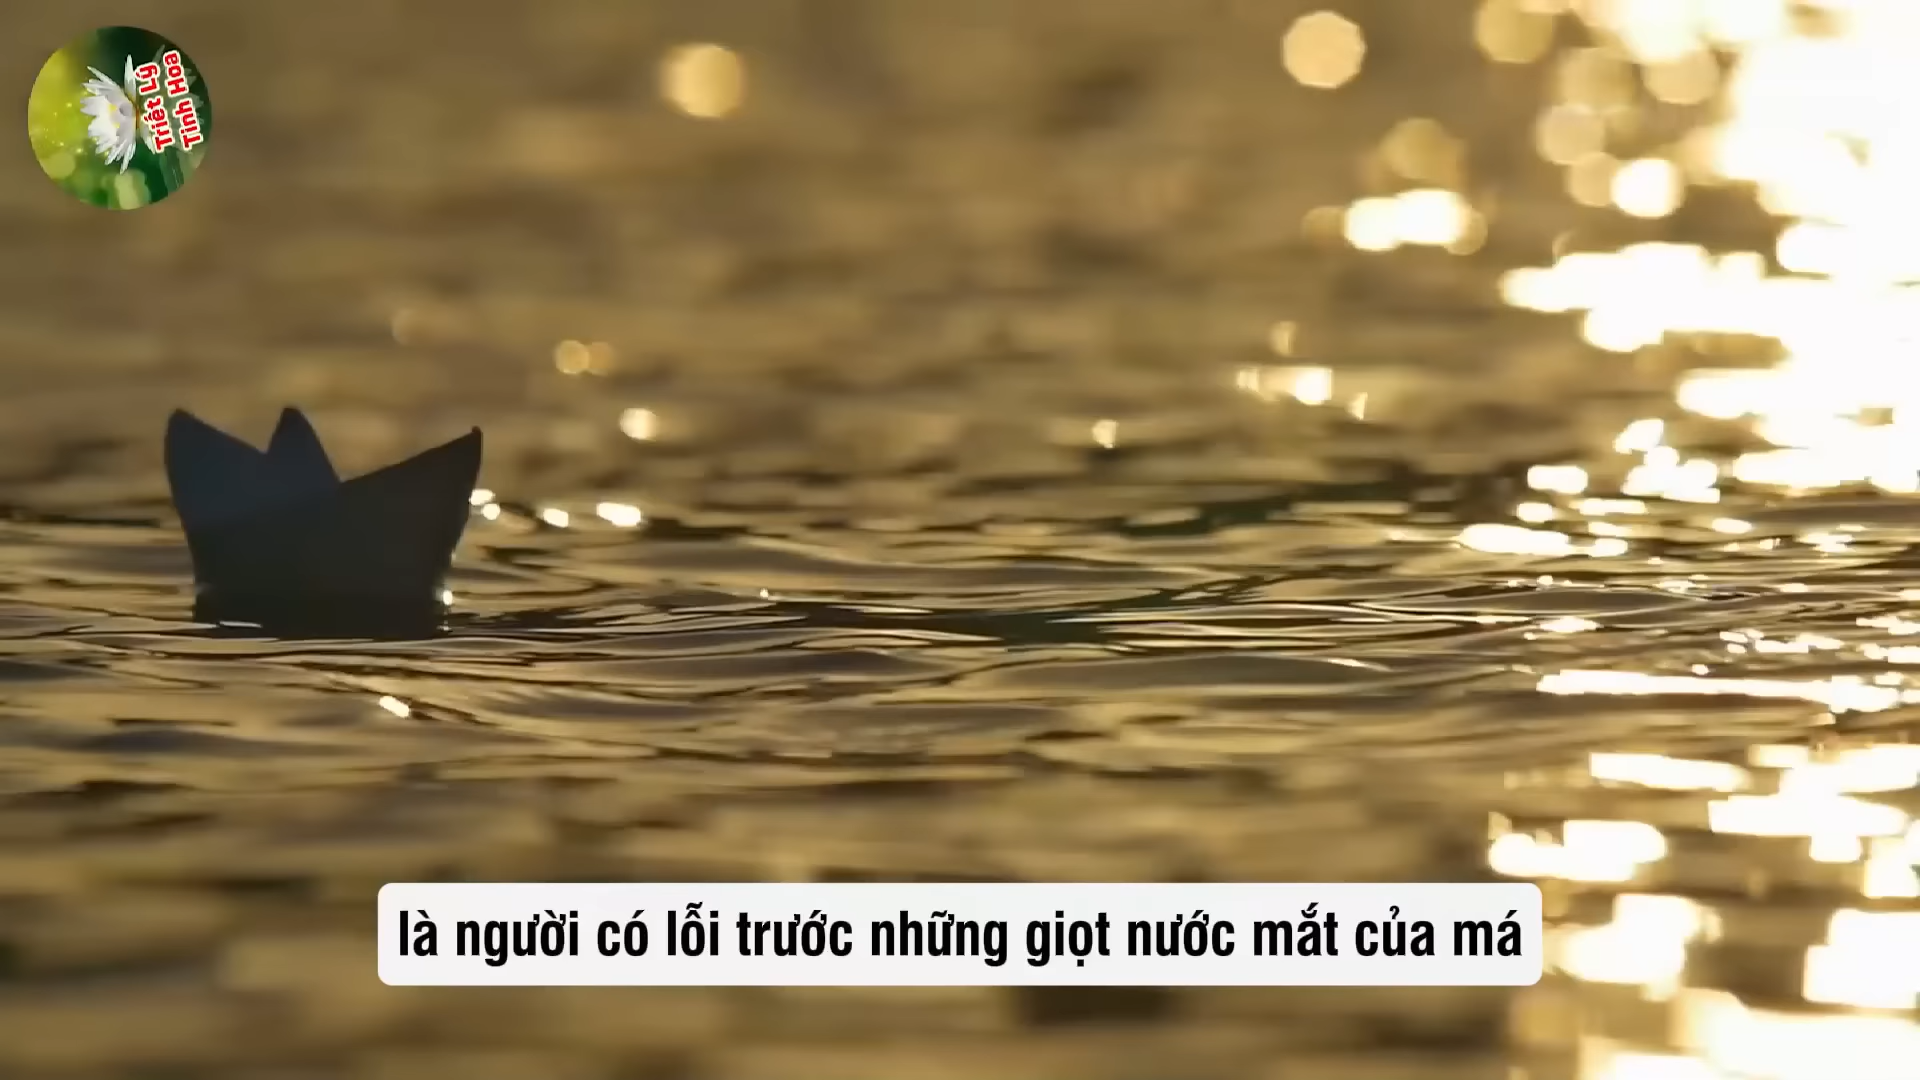 Triết Lý
Tinh Hoa
là người có lỗi trước những giọt nước mắt của má